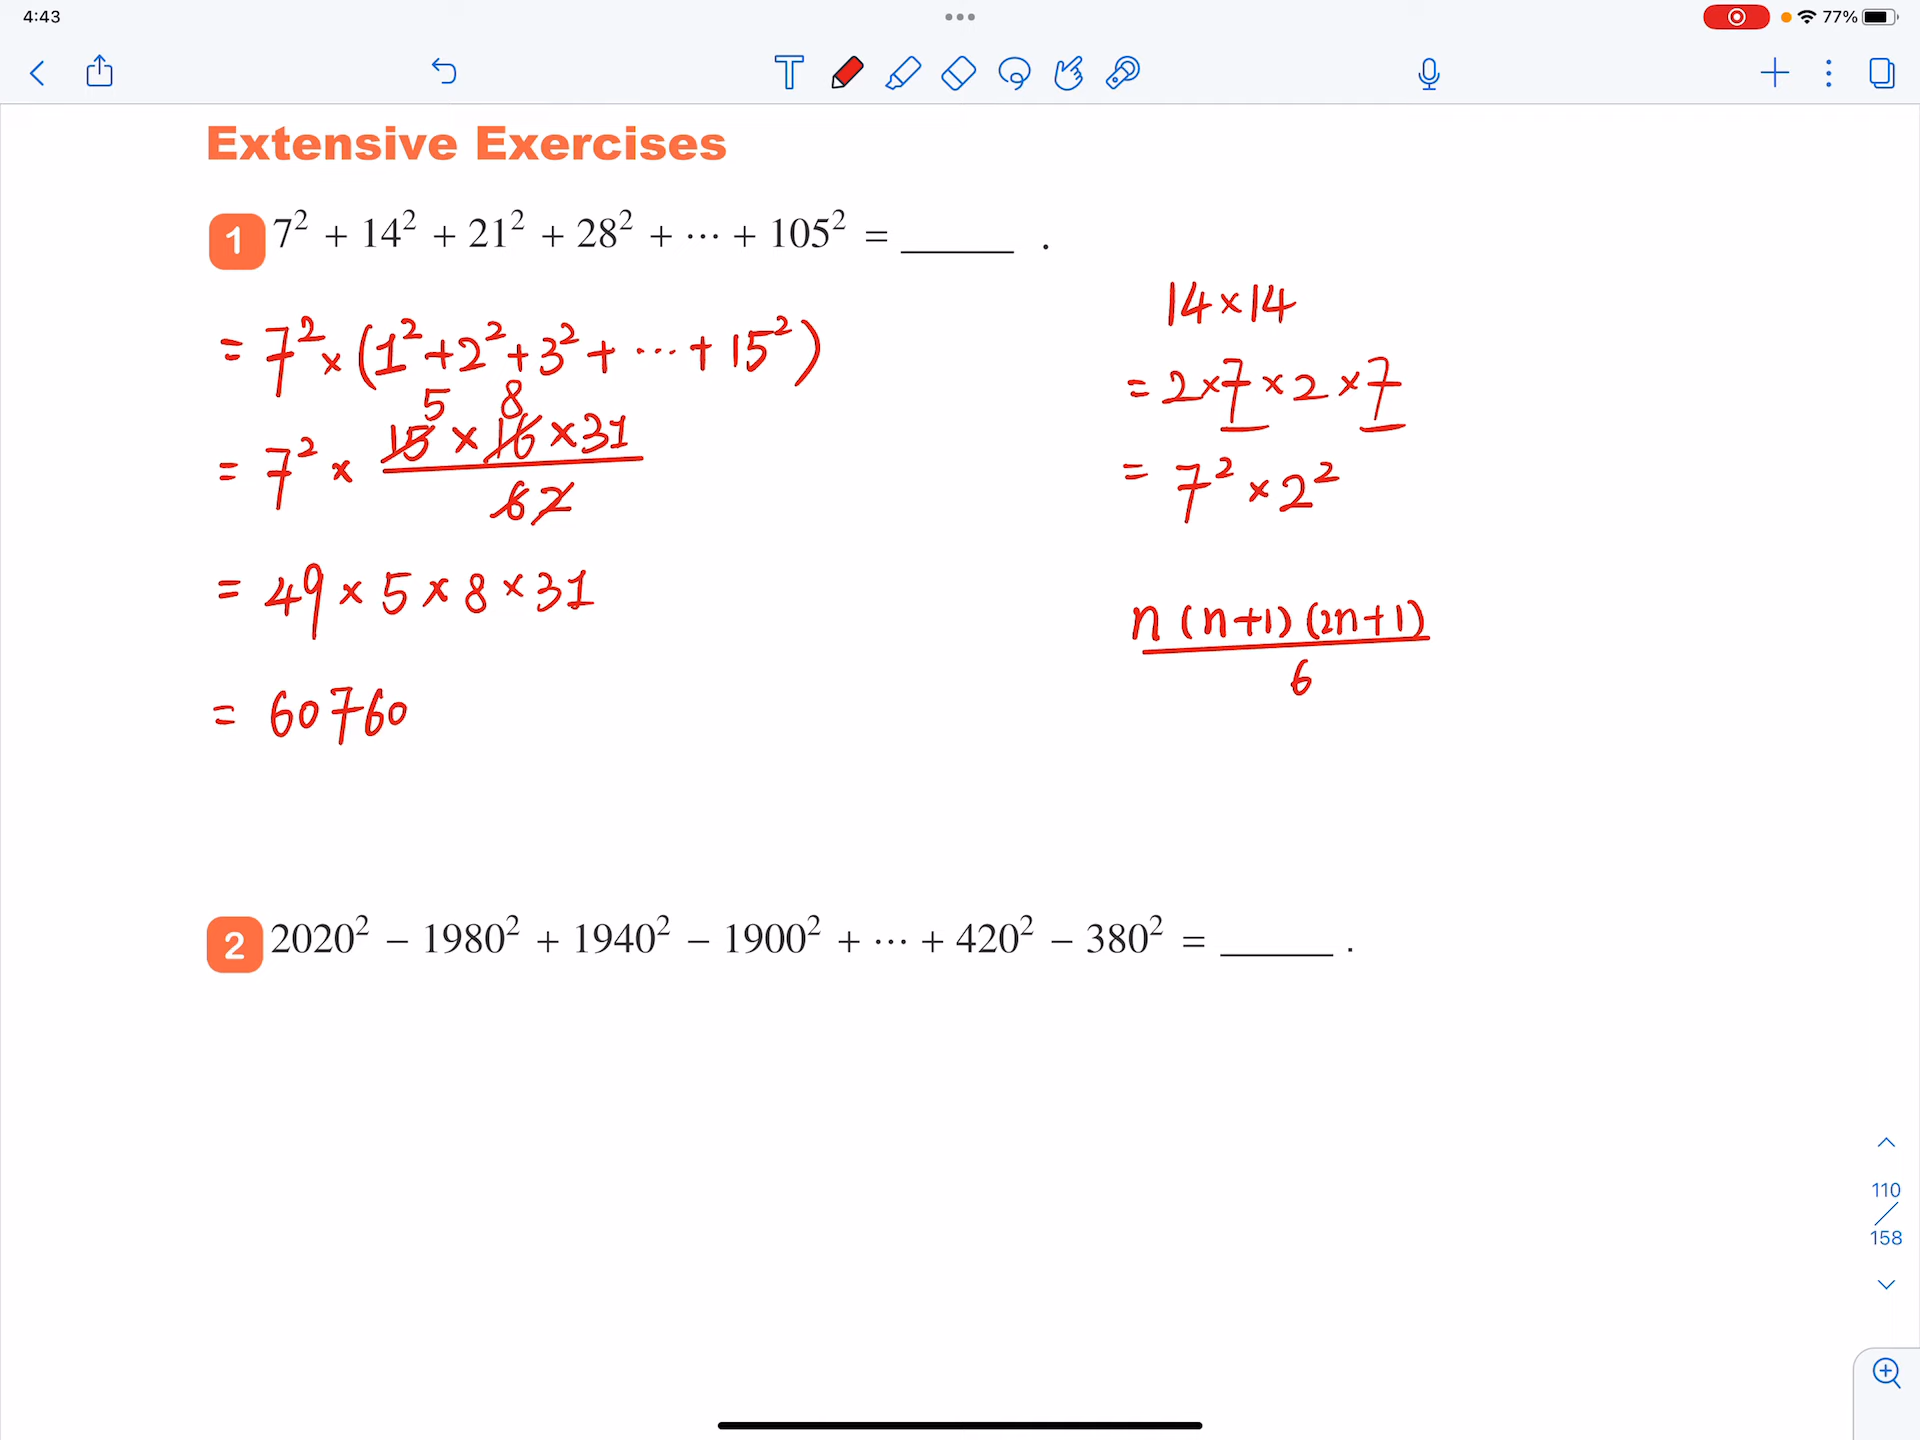 4:43
77%
Extensive Exercises
1 7² + 14² + 21² + 28² + ··· + 105² = ______ .
= 7² × (1² + 2² + 3² + ··· + 15²)
5 8
= 7² × 15 × 16 × 31
6 2
= 49 × 5 × 8 × 31
= 60760
14 × 14
= 2 × 7 × 2 × 7
= 7² × 2²
n (n+1) (2n+1)
6
2 2020² − 1980² + 1940² − 1900² + ··· + 420² − 380² = ______ .
110
158